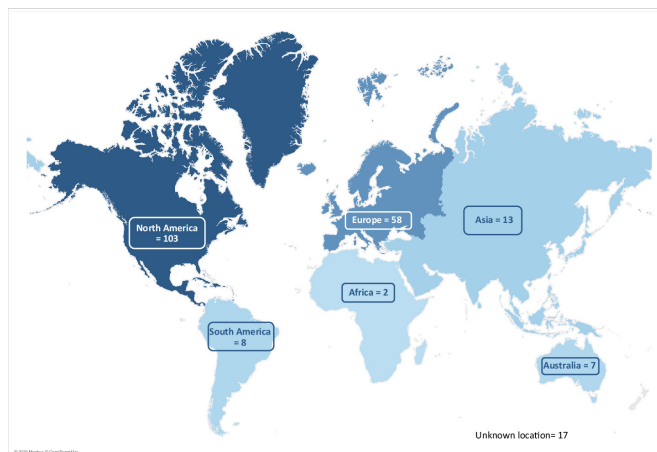 North America
= 103
Europe = 58
Asia = 13
Africa = 2
South America
= 8
Australia = 7
Unknown location= 17